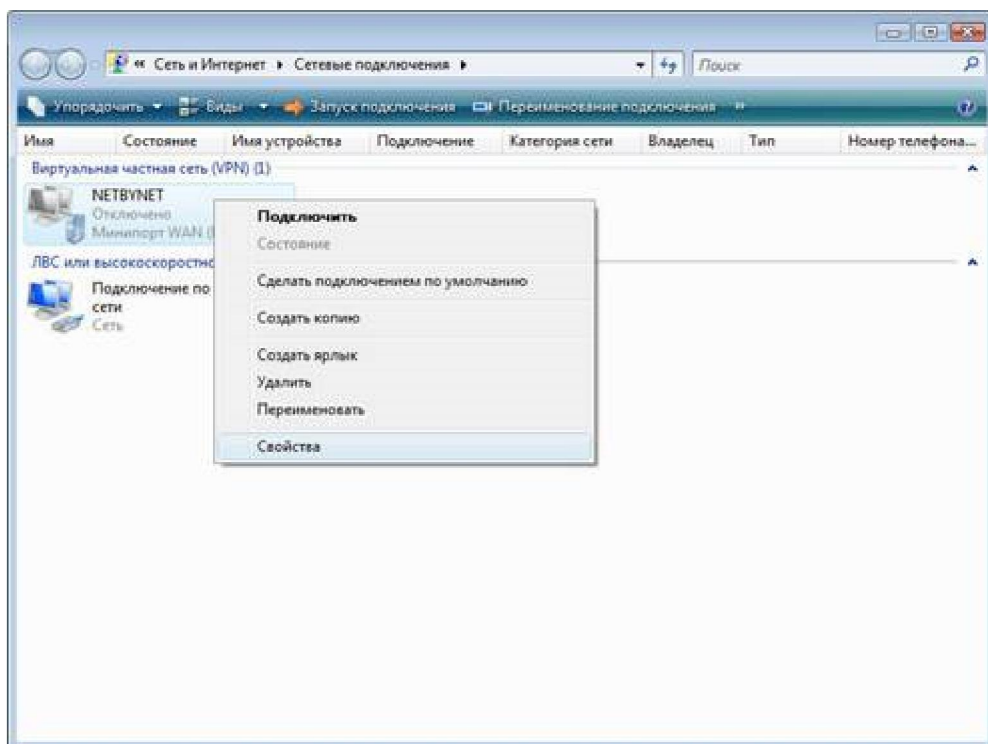 « Сеть и Интернет ▸ Сетевые подключения ▸ Поиск
Упорядочить Виды Запуск подключения Переименование подключения »
Имя Состояние Имя устройства Подключение Категория сети Владелец Тип Номер телефона...
Виртуальная частная сеть (VPN) (1)
NETBYNET
Отключено
Минипорт WAN (
Подключить
Состояние
ЛВС или высокоскоростно
Сделать подключением по умолчанию
Подключение по
сети
Сеть
Создать копию
Создать ярлык
Удалить
Переименовать
Свойства